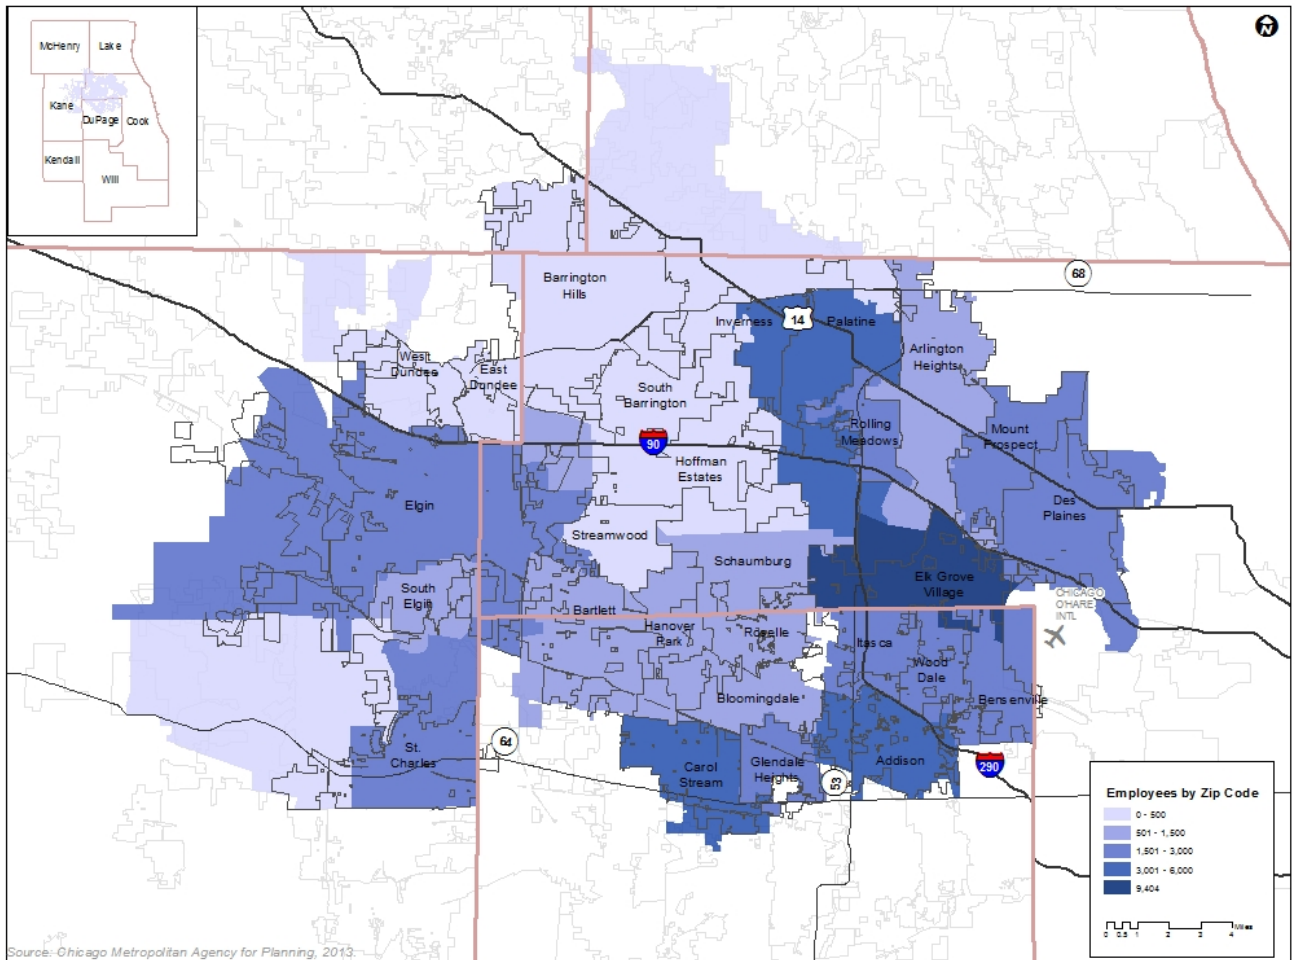 McHenry
Lake
Kane
DuPage
Cook
Kendall
Will
N
68
Barrington
Hills
Inverness
14
Palatine
West
Dundee
East
Dundee
Arlington
Heights
South
Barrington
Rolling
Meadows
Mount
Prospect
90
Hoffman
Estates
Elgin
Des
Plaines
Streamwood
Schaumburg
South
Elgin
Elk Grove
Village
CHICAGO
O'HARE
INTL
Bartlett
Hanover
Park
Roselle
Itasca
Wood
Dale
Bloomingdale
Bensenville
64
St.
Charles
Carol
Stream
Glendale
Heights
53
Addison
290
Employees by Zip Code
0 - 500
501 - 1,500
1,501 - 3,000
3,001 - 6,000
9,404
0 0.5 1 2 3 4 Miles
Source: Chicago Metropolitan Agency for Planning, 2013.